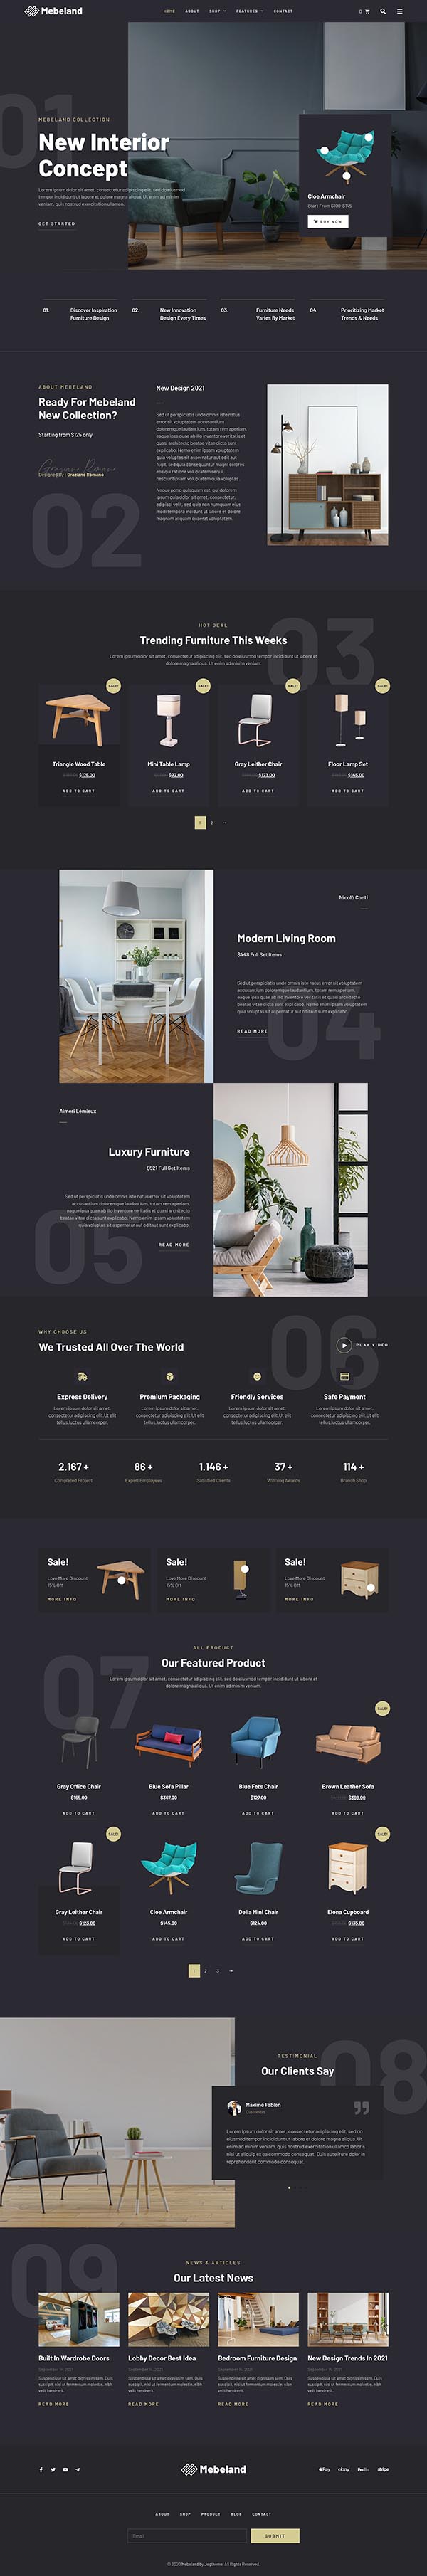 Mebeland
HOME ABOUT SHOP FEATURES CONTACT
0
01
MEBELAND COLLECTION
New Interior
Concept
Lorem ipsum dolor sit amet, consectetur adipiscing elit, sed do eiusmod
tempor incididunt ut labore et dolore magna aliqua. Ut enim ad minim
veniam, quis nostrud exercitation ullamco.
GET STARTED
Cloe Armchair
Start From $100-$145
BUY NOW
01. Discover Inspiration
Furniture Design
02. New Innovation
Design Every Times
03. Furniture Needs
Varies By Market
04. Prioritizing Market
Trends & Needs
ABOUT MEBELAND
Ready For Mebeland
New Collection?
Starting from $125 only
Graziano Romano
Designed By : Graziano Romano
02
New Design 2021
Sed ut perspiciatis unde omnis iste natus
error sit voluptatem accusantium
doloremque laudantium, totam rem aperiam,
eaque ipsa quae ab illo inventore veritatis et
quasi architecto beatae vitae dicta sunt
explicabo. Nemo enim ipsam voluptatem
quia voluptas sit aspernatur aut odit aut
fugit, sed quia consequuntur magni dolores
eos qui ratione voluptatem sequi
nesciuntporro quisquam voluptatem quia.
Neque porro quisquam est, qui dolorem
ipsum quia dolor sit amet, consectetur,
adipisci velit, sed quia non numquam eius
modi tempora incidunt ut labore et dolore
magnam aliquam quaerat voluptatem.
03
HOT DEAL
Trending Furniture This Weeks
Lorem ipsum dolor sit amet, consectetur adipiscing elit, sed do eiusmod tempor incididunt ut labore et
dolore magna aliqua. Ut enim ad minim veniam.
SALE! SALE! SALE! SALE!
Triangle Wood Table
$175.00
ADD TO CART
Mini Table Lamp
$72.00
ADD TO CART
Gray Leither Chair
$123.00
ADD TO CART
Floor Lamp Set
$145.00
ADD TO CART
1 2 →
Nicolò Conti
Modern Living Room
$448 Full Set Items
Sed ut perspiciatis unde omnis iste natus error sit voluptatem
accusantium doloremque laudantium, totam rem aperiam,
eaque ipsa quae ab illo inventore veritatis et quasi architecto
beatae vitae dicta sunt explicabo. Nemo enim ipsam voluptatem
quia voluptas sit aspernatur aut odit aut explicabo.
READ MORE
04
Aimeri Lémieux
Luxury Furniture
$521 Full Set Items
Sed ut perspiciatis unde omnis iste natus error sit voluptatem
accusantium doloremque laudantium, totam rem aperiam,
eaque ipsa quae ab illo inventore veritatis et quasi architecto
beatae vitae dicta sunt explicabo. Nemo enim ipsam voluptatem
quia voluptas sit aspernatur aut odit aut explicabo.
READ MORE
05
WHY CHOOSE US
We Trusted All Over The World
06
PLAY VIDEO
Express Delivery
Lorem ipsum dolor sit amet,
consectetur adipiscing elit. Ut elit
tellus, luctus ullamcorper.
Premium Packaging
Lorem ipsum dolor sit amet,
consectetur adipiscing elit. Ut elit
tellus, luctus ullamcorper.
Friendly Services
Lorem ipsum dolor sit amet,
consectetur adipiscing elit. Ut elit
tellus, luctus ullamcorper.
Safe Payment
Lorem ipsum dolor sit amet,
consectetur adipiscing elit. Ut elit
tellus, luctus ullamcorper.
2.167 +
Completed Project
86 +
Expert Employees
1.146 +
Satisfied Clients
37 +
Winning Awards
114 +
Branch Shop
Sale!
Love More Discount
15% Off
MORE INFO
Sale!
Love More Discount
15% Off
MORE INFO
Sale!
Love More Discount
15% Off
MORE INFO
07
ALL PRODUCT
Our Featured Product
Lorem ipsum dolor sit amet, consectetur adipiscing elit, sed do eiusmod tempor incididunt ut labore et
dolore magna aliqua. Ut enim ad minim veniam.
SALE!
Gray Office Chair
$165.00
ADD TO CART
Blue Sofa Pillar
$367.00
ADD TO CART
Blue Fets Chair
$127.00
ADD TO CART
Brown Leather Sofa
$398.00
ADD TO CART
SALE! SALE!
Gray Leither Chair
$123.00
ADD TO CART
Cloe Armchair
$145.00
ADD TO CART
Delia Mini Chair
$124.00
ADD TO CART
Elona Cupboard
$135.00
ADD TO CART
1 2 3 →
08
TESTIMONIAL
Our Clients Say
Maxime Fabien
Customers
Lorem ipsum dolor sit amet, consectetur adipiscing elit, sed do
eiusmod tempor incididunt ut labore et dolore magna aliqua. Ut
enim ad minim veniam, quis nostrud exercitation ullamco laboris
nisi ut aliquip ex ea commodo consequat. Duis aute irure dolor in
reprehenderit commodo consequat.
09
NEWS & ARTICLES
Our Latest News
Built In Wardrobe Doors
September 14, 2021
Suspendisse sit amet dignissim sem. Duis
suscipit, nisl ut fermentum molestie, nibh
velit hendrerit.
READ MORE
Lobby Decor Best Idea
September 14, 2021
Suspendisse sit amet dignissim sem. Duis
suscipit, nisl ut fermentum molestie, nibh
velit hendrerit.
READ MORE
Bedroom Furniture Design
September 14, 2021
Suspendisse sit amet dignissim sem. Duis
suscipit, nisl ut fermentum molestie, nibh
velit hendrerit.
READ MORE
New Design Trends In 2021
September 14, 2021
Suspendisse sit amet dignissim sem. Duis
suscipit, nisl ut fermentum molestie, nibh
velit hendrerit.
READ MORE
Mebeland
Pay ebay FedEx stripe
ABOUT SHOP PRODUCT BLOG CONTACT
Email
SUBMIT
© 2020 Mebeland by Jegtheme. All Rights Reserved.